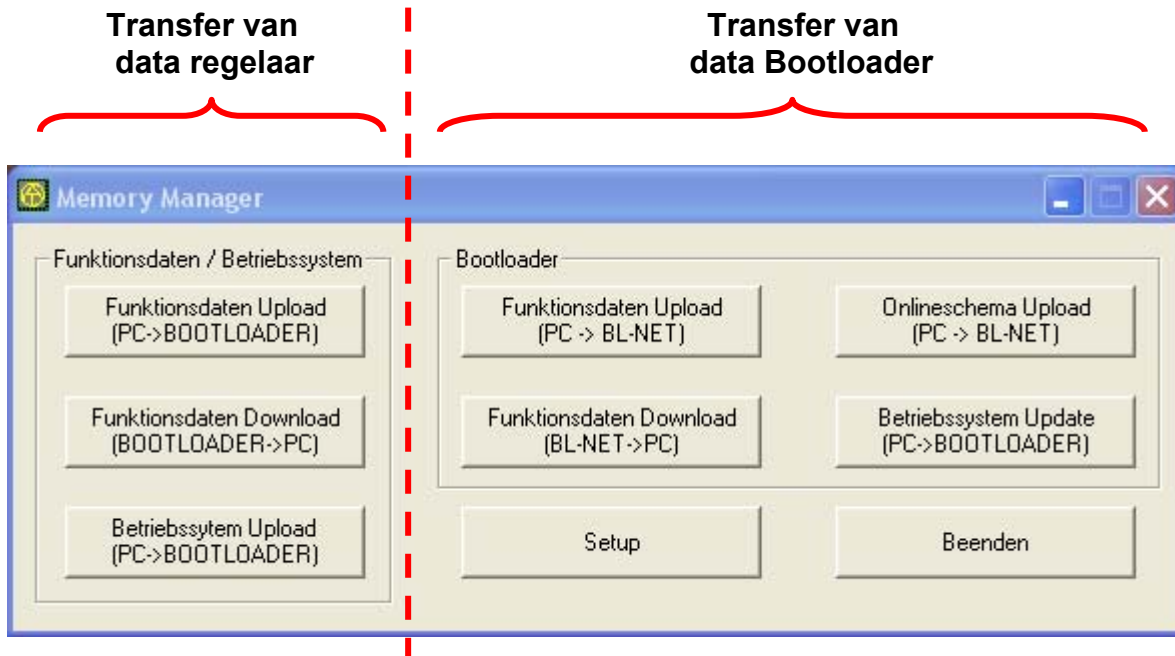 Transfer van
data regelaar
Transfer van
data Bootloader
Memory Manager
Funktionsdaten / Betriebssystem
Funktionsdaten Upload
(PC->BOOTLOADER)
Funktionsdaten Download
(BOOTLOADER->PC)
Betriebssytem Upload
(PC->BOOTLOADER)
Bootloader
Funktionsdaten Upload
(PC -> BL-NET)
Onlineschema Upload
(PC -> BL-NET)
Funktionsdaten Download
(BL-NET->PC)
Betriebssystem Update
(PC->BOOTLOADER)
Setup
Beenden